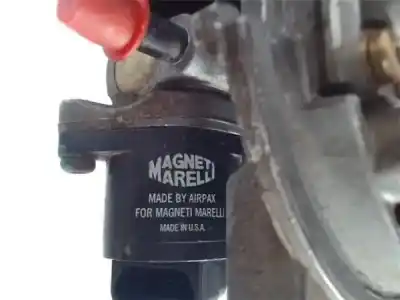 MAGNETI
MARELLI
MADE BY AIRPAX
FOR MAGNETI MARELLI
MADE IN U.S.A.